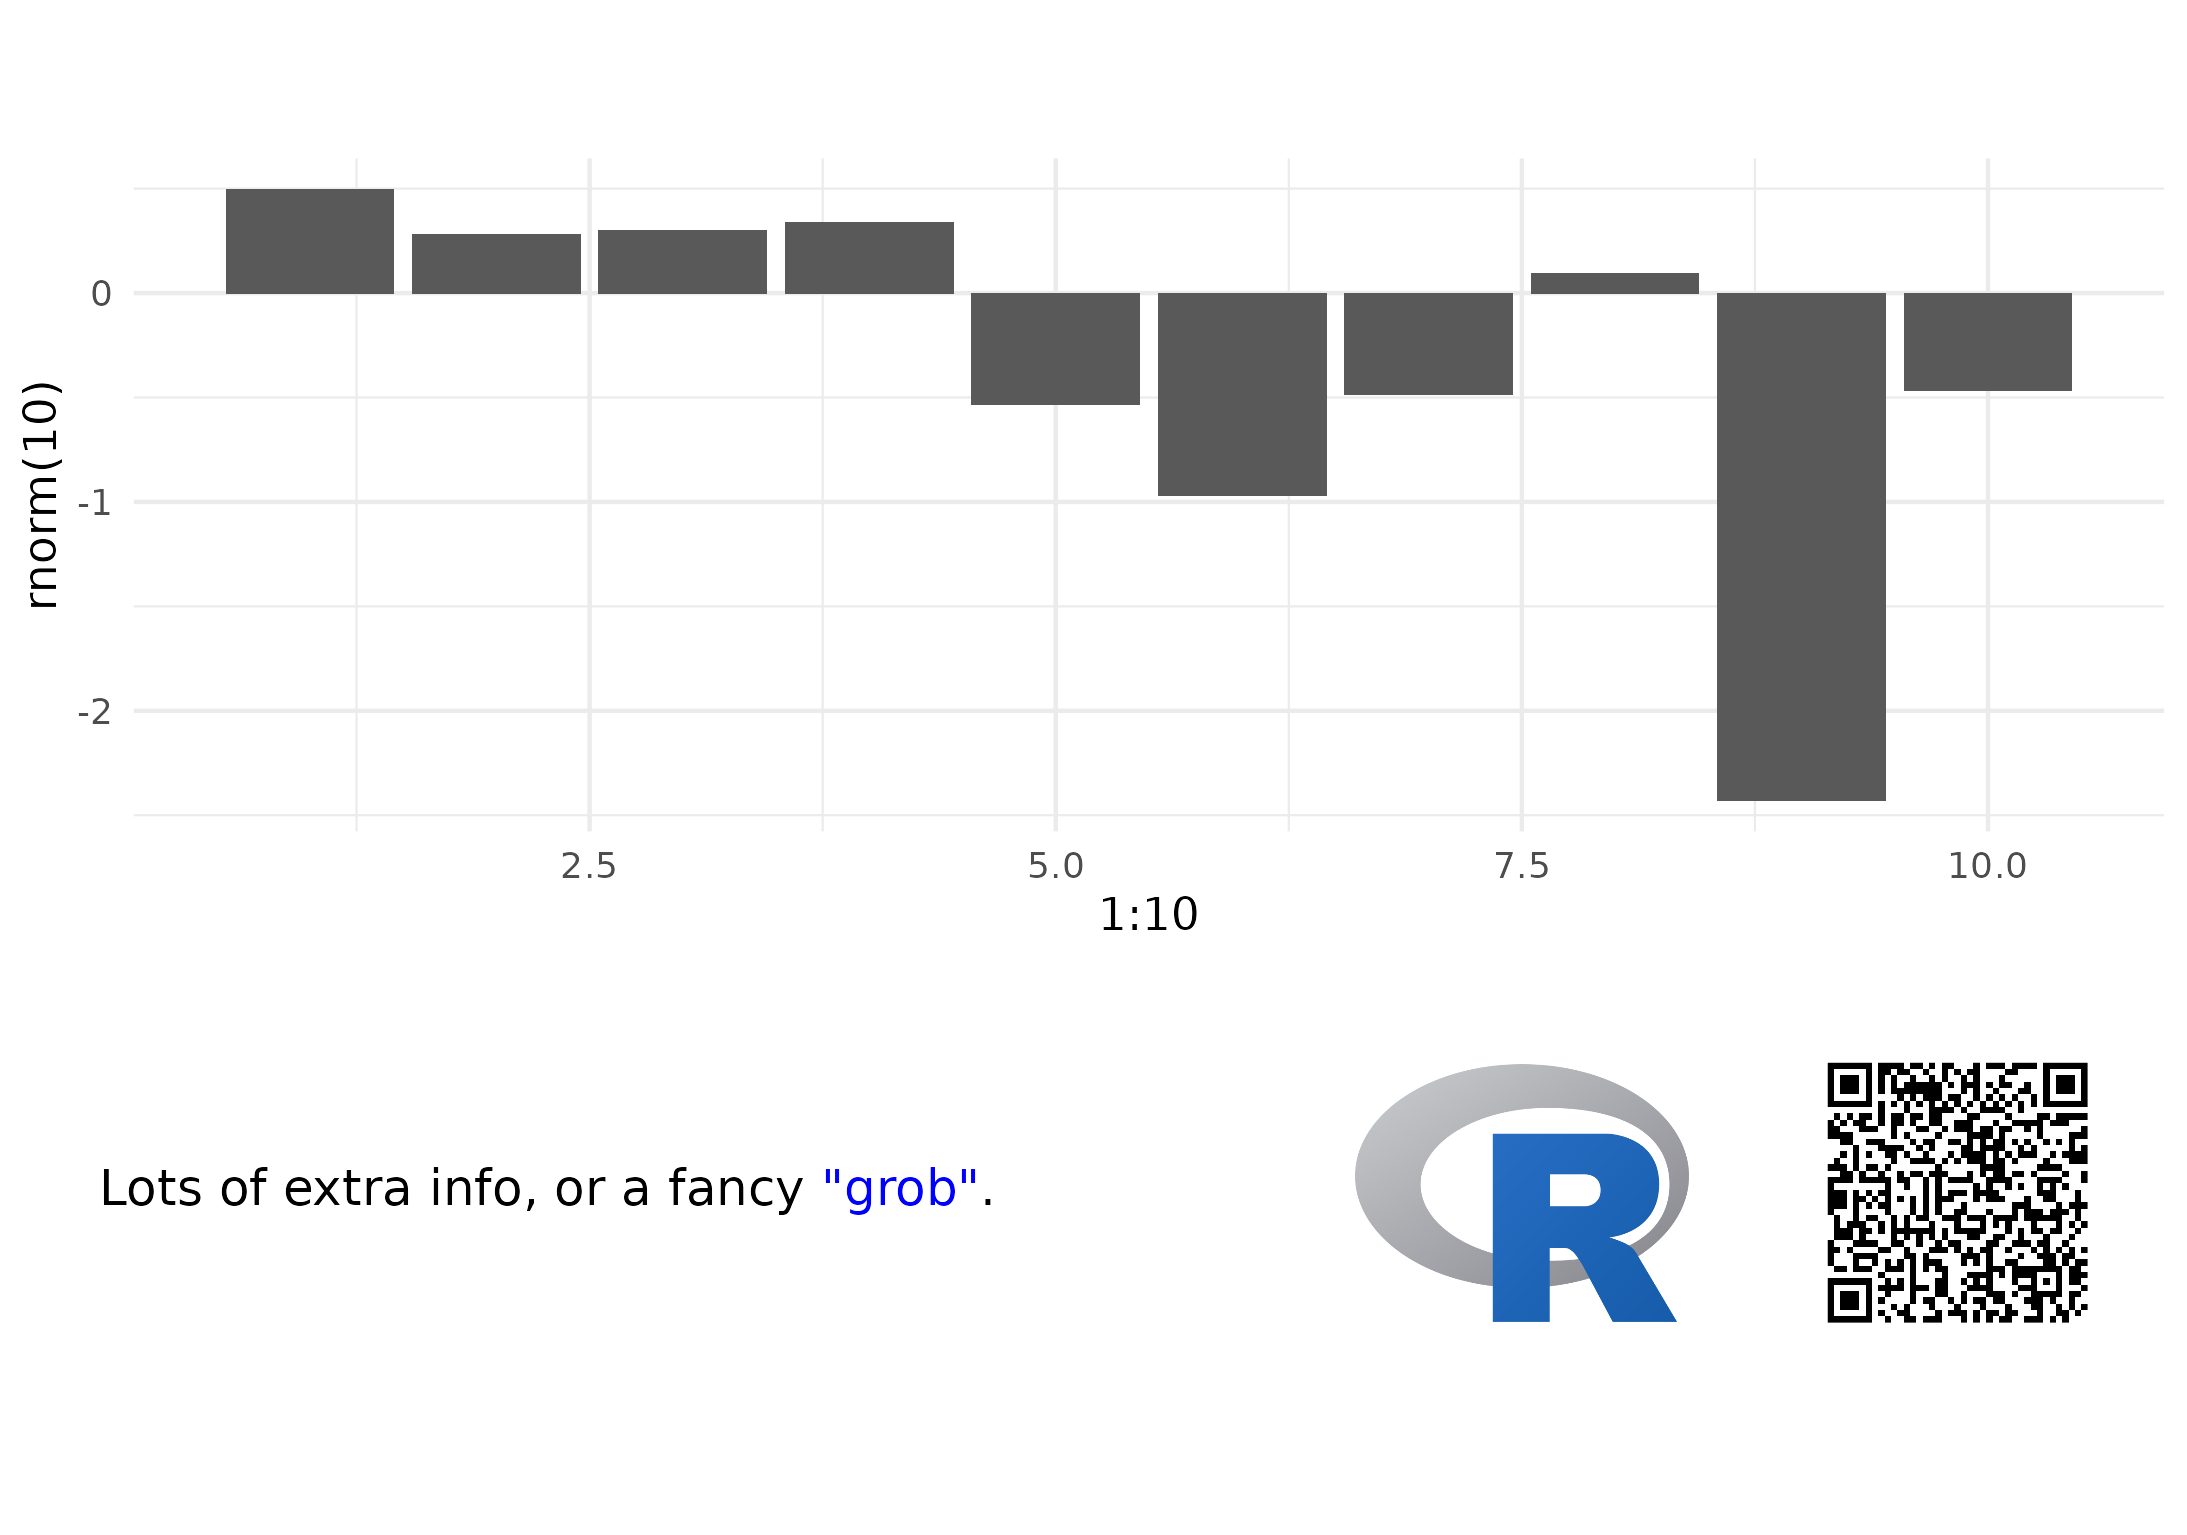 rnorm(10)
0
-1
-2
2.5 5.0 7.5 10.0
1:10
Lots of extra info, or a fancy "grob".
R